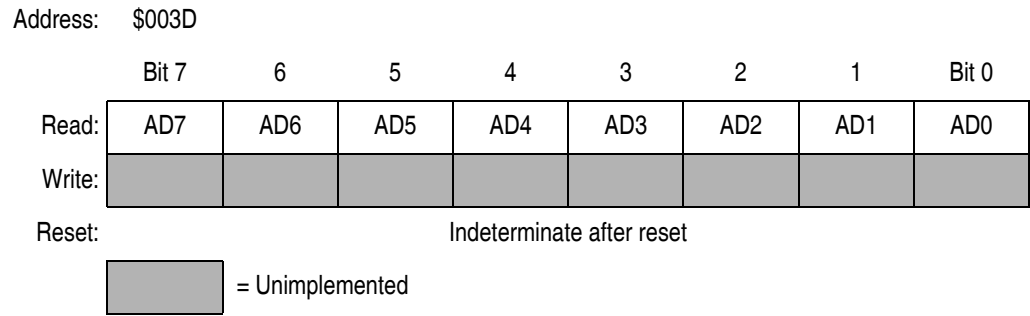 Address: $003D
Bit 7 6 5 4 3 2 1 Bit 0
Read: AD7 AD6 AD5 AD4 AD3 AD2 AD1 AD0
Write:
Reset: Indeterminate after reset
= Unimplemented